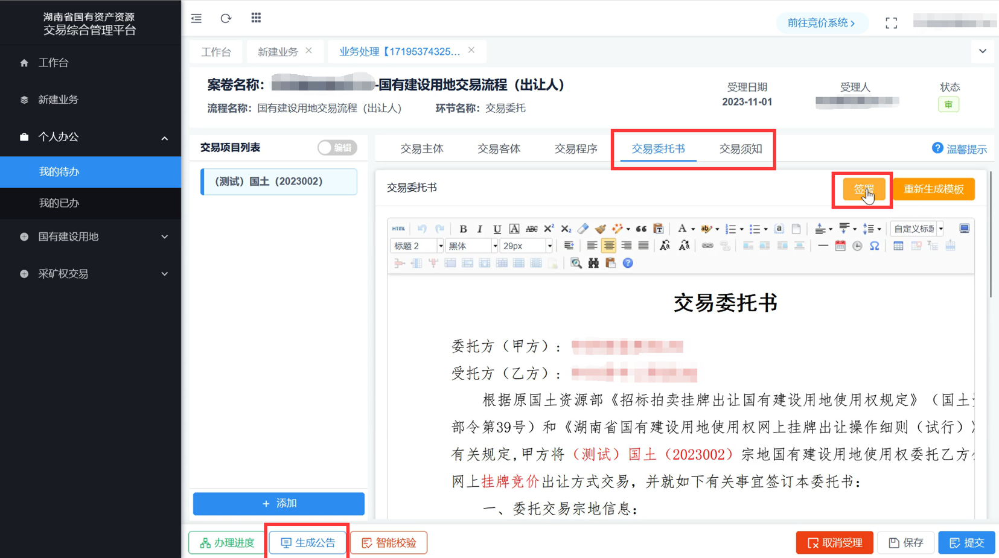 湖南省国有资产资源
交易综合管理平台
工作台
新建业务
个人办公
我的待办
我的已办
国有建设用地
采矿权交易
前往竞价系统
工作台
新建业务
业务处理【17195374325...
案卷名称：
-国有建设用地交易流程（出让人）
流程名称： 国有建设用地交易流程（出让人）
环节名称： 交易委托
受理日期
2023-11-01
受理人
状态
审
交易项目列表
编辑
（测试）国土（2023002）
添加
交易主体
交易客体
交易程序
交易委托书
交易须知
温馨提示
交易委托书
重新生成模板
HTML
标题 2
黑体
29px
自定义标题
交易委托书
委托方（甲方）：
受托方（乙方）：
根据原国土资源部《招标拍卖挂牌出让国有建设用地使用权规定》（国土
部令第39号）和《湖南省国有建设用地使用权网上挂牌出让操作细则（试行）》
有关规定,甲方将（测试）国土（2023002）宗地国有建设用地使用权委托乙方
网上挂牌竞价出让方式交易，并就如下有关事宜签订本委托书：
一、委托交易宗地信息：
办理进度
生成公告
智能校验
取消受理
保存
提交